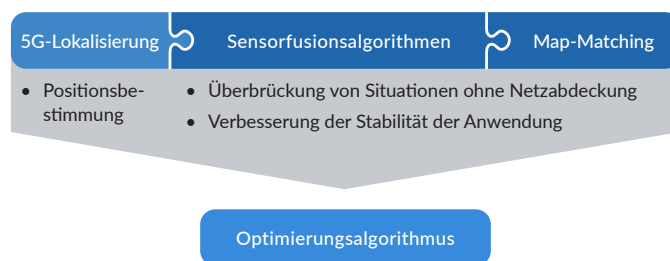 5G-Lokalisierung Sensorfusionsalgorithmen Map-Matching
• Positionsbe-
stimmung
• Überbrückung von Situationen ohne Netzabdeckung
• Verbesserung der Stabilität der Anwendung
Optimierungsalgorithmus